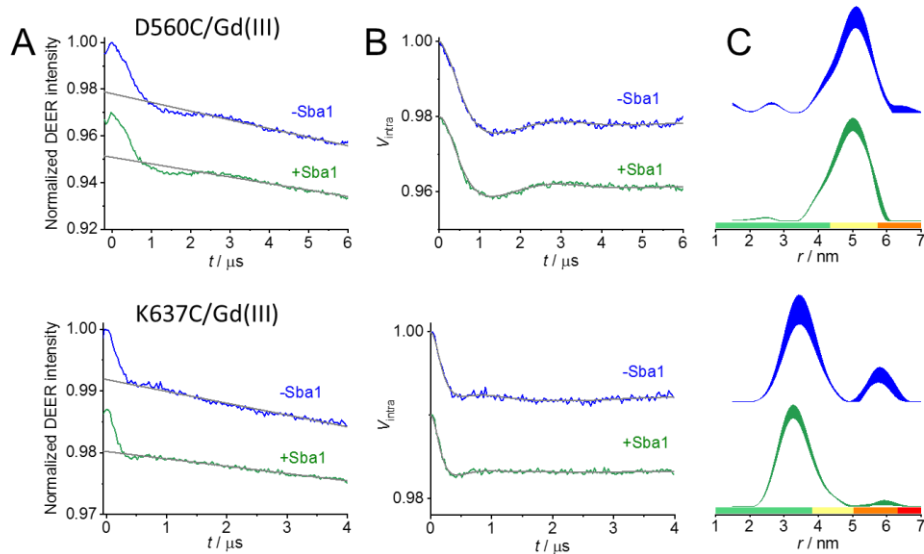 A
D560C/Gd(III)
B
C
Normalized DEER intensity
1.00
0.98
0.96
0.94
0.92
-Sba1
+Sba1
0 1 2 3 4 5 6
t / μs
V intra
1.00
0.98
0.96
-Sba1
+Sba1
0 1 2 3 4 5 6
t / μs
1 2 3 4 5 6 7
r / nm
K637C/Gd(III)
Normalized DEER intensity
1.00
0.99
0.98
0.97
-Sba1
+Sba1
0 1 2 3 4
t / μs
V intra
1.00
0.98
-Sba1
+Sba1
0 1 2 3 4
t / μs
1 2 3 4 5 6 7
r / nm